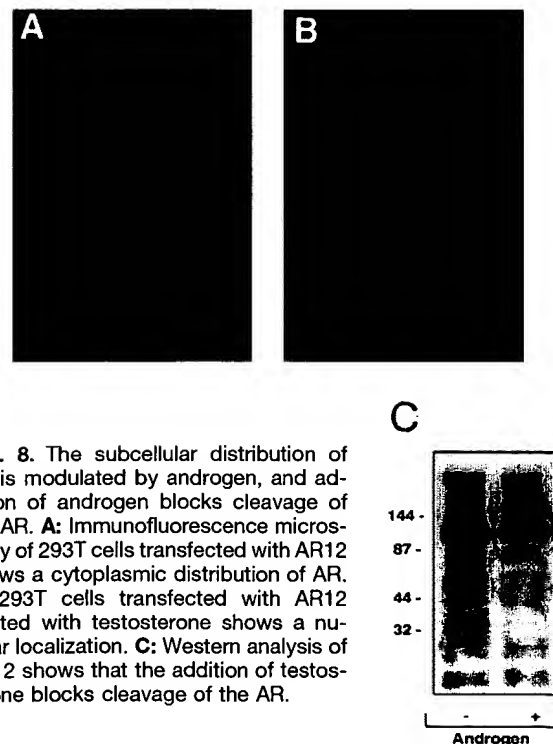 A B
. 8. The subcellular distribution of
is modulated by androgen, and ad-
on of androgen blocks cleavage of
AR. A: Immunofluorescence micros-
y of 293T cells transfected with AR12
ws a cytoplasmic distribution of AR.
293T cells transfected with AR12
ted with testosterone shows a nu-
ar localization. C: Western analysis of
2 shows that the addition of testos-
ne blocks cleavage of the AR.
C
144 -
87 -
44 -
32 -
- +
Androgen